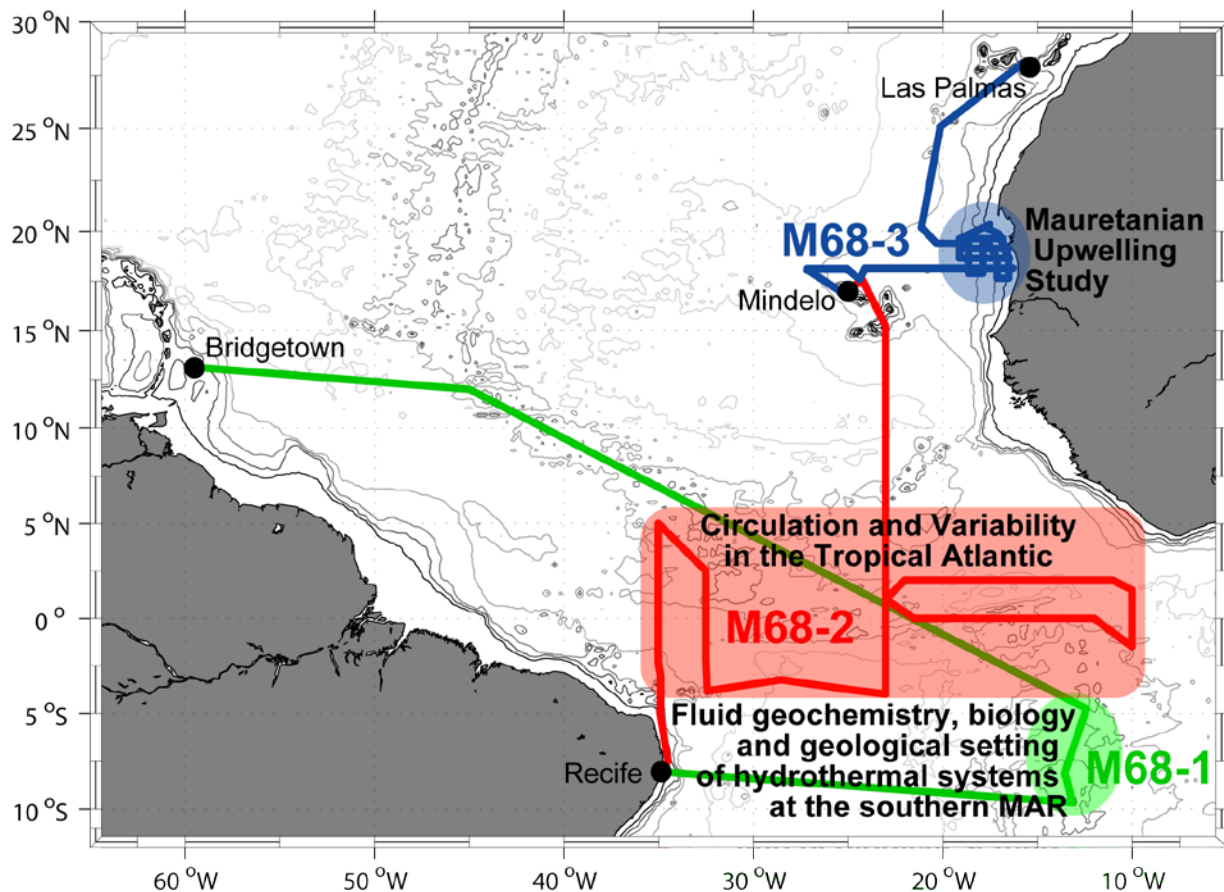 30 °N
Las Palmas
25 °N
20 °N
M68-3
Mauretanian
Upwelling
Study
Mindelo
15 °N
Bridgetown
10 °N
5 °N
Circulation and Variability
in the Tropical Atlantic
0 °
M68-2
5 °S
Fluid geochemistry, biology
and geological setting
of hydrothermal systems
at the southern MAR
M68-1
Recife
10 °S
60 °W
50 °W
40 °W
30 °W
20 °W
10 °W